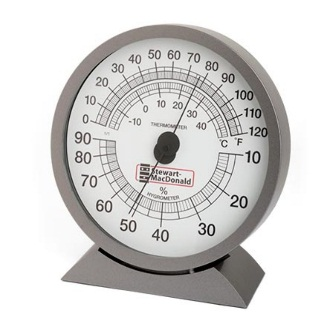 0 10 20 30 40 50 60 70 80 90 100 110 120
-10 0 10 20 30 40
THERMOMETER
°C °F
Stewart-
MacDonald
%
HYGROMETER
90 80 70 60 50 40 30 20 10